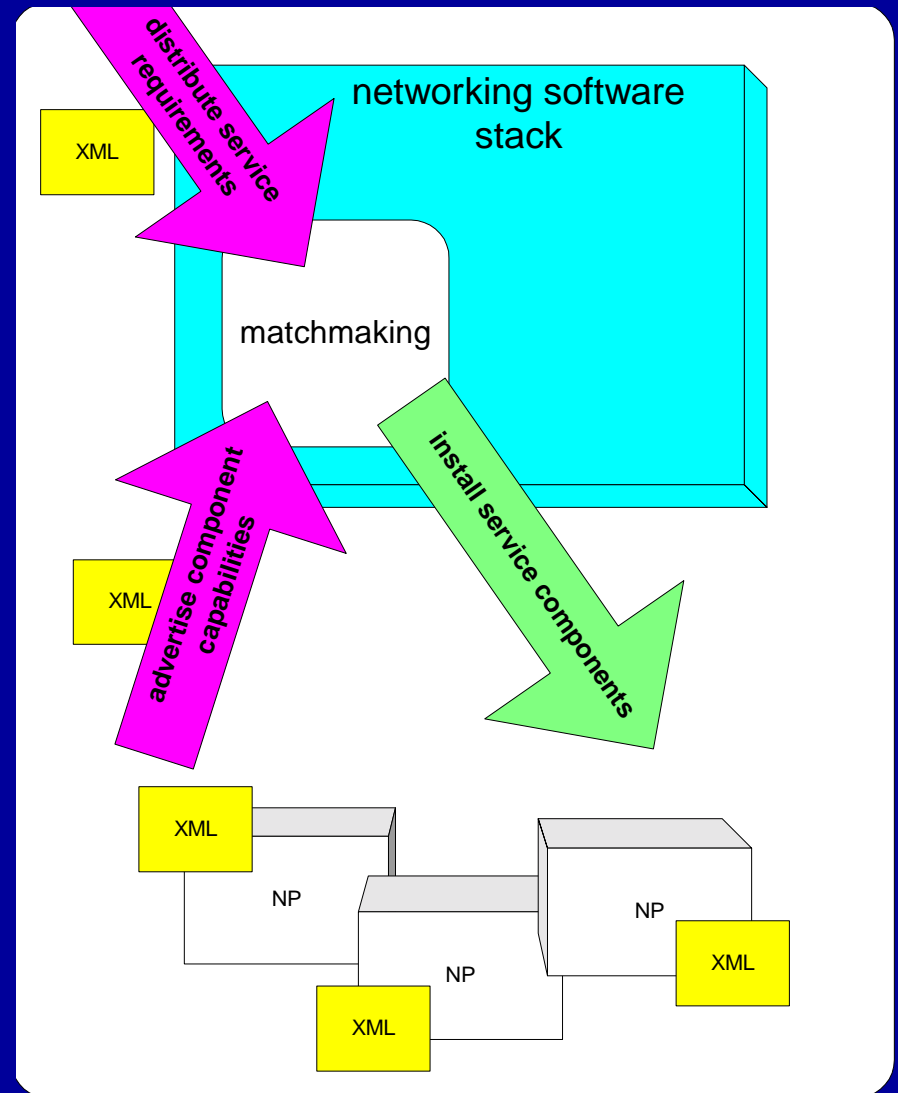 distribute service
requirements
networking software
stack
XML
matchmaking
advertise component
capabilities
XML
install service components
XML
NP
NP
XML
NP
XML